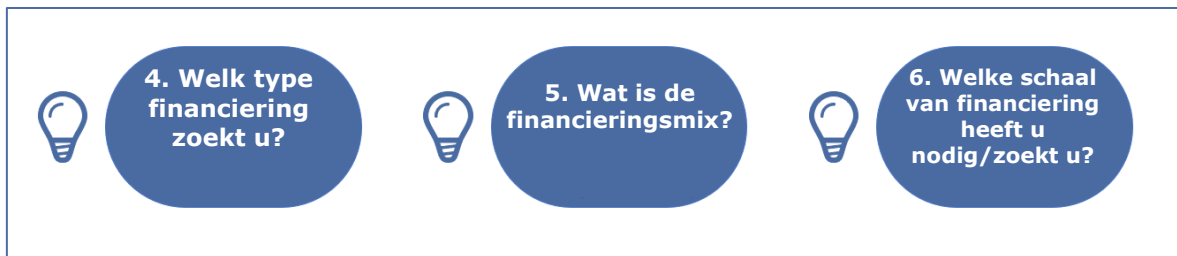 4. Welk type
financiering
zoekt u?
5. Wat is de
financieringsmix?
6. Welke schaal
van financiering
heeft u
nodig/zoekt u?